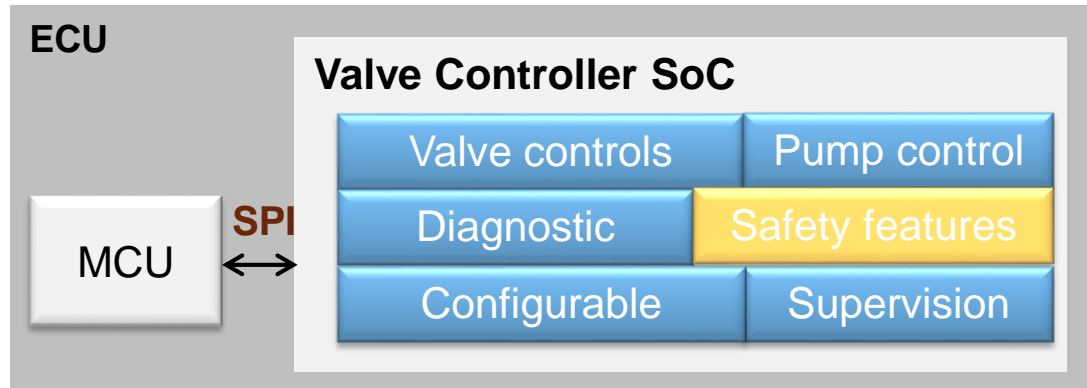 ECU
Valve Controller SoC
Valve controls
Pump control
SPI
MCU
Diagnostic
Safety features
Configurable
Supervision